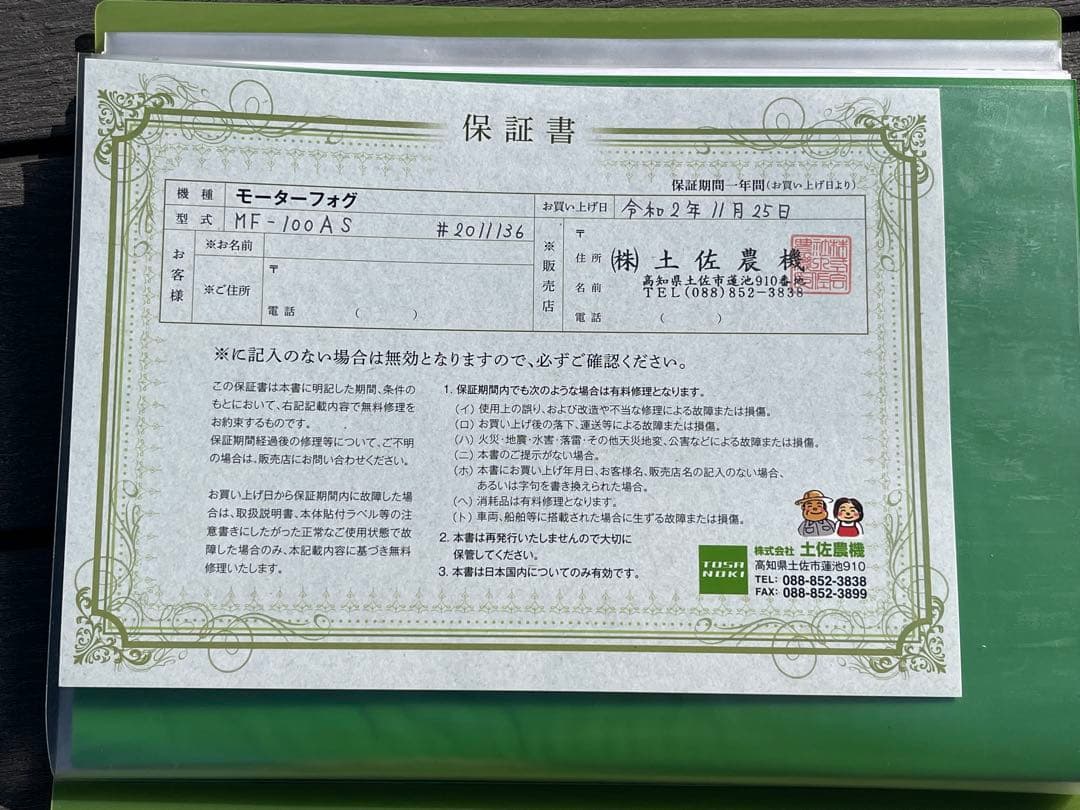 保証書
保証期間一年間(お買い上げ日より)
機種 モーターフォグ
お買い上げ日 令和2年11月25日
型式 MF-100AS #2011136
お客様
※お名前
※ご住所
〒
電話 ( )
※販売店
〒
住所 (株)土佐農機
高知県土佐市蓮池910番地
名前
TEL(088)852-3838
電話 ( )
※に記入のない場合は無効となりますので、必ずご確認ください。
この保証書は本書に明記した期間、条件の
もとにおいて、右記記載内容で無料修理を
お約束するものです。
保証期間経過後の修理等について、ご不明
の場合は、販売店にお問い合わせください。
お買い上げ日から保証期間内に故障した場
合は、取扱説明書、本体貼付ラベル等の注
意書きにしたがった正常なご使用状態で故
障した場合のみ、本記載内容に基づき無料
修理いたします。
1. 保証期間内でも次のような場合は有料修理となります。
(イ) 使用上の誤り、および改造や不当な修理による故障または損傷。
(ロ) お買い上げ後の落下、運送等による故障または損傷。
(ハ) 火災・地震・水害・落雷・その他天災地変、公害などによる故障または損傷。
(ニ) 本書のご提示がない場合。
(ホ) 本書にお買い上げ年月日、お客様名、販売店名の記入のない場合、
あるいは字句を書き換えられた場合。
(ヘ) 消耗品は有料修理となります。
(ト) 車両、船舶等に搭載された場合に生ずる故障または損傷。
2. 本書は再発行いたしませんので大切に
保管してください。
3. 本書は日本国内についてのみ有効です。
TOSA
NOKI
株式会社 土佐農機
高知県土佐市蓮池910
TEL: 088-852-3838
FAX: 088-852-3899